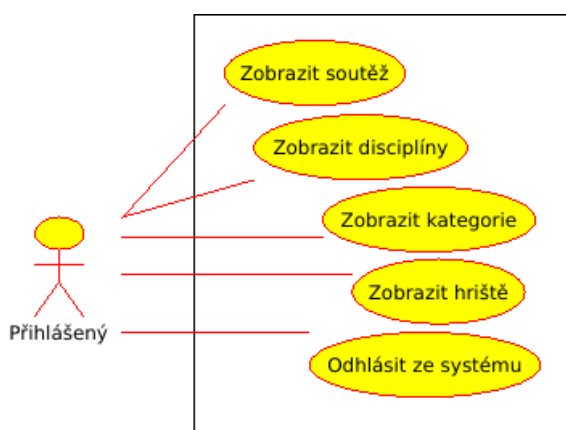 Zobrazit soutěž
Zobrazit disciplíny
Zobrazit kategorie
Zobrazit hriště
Přihlášený
Odhlásit ze systému